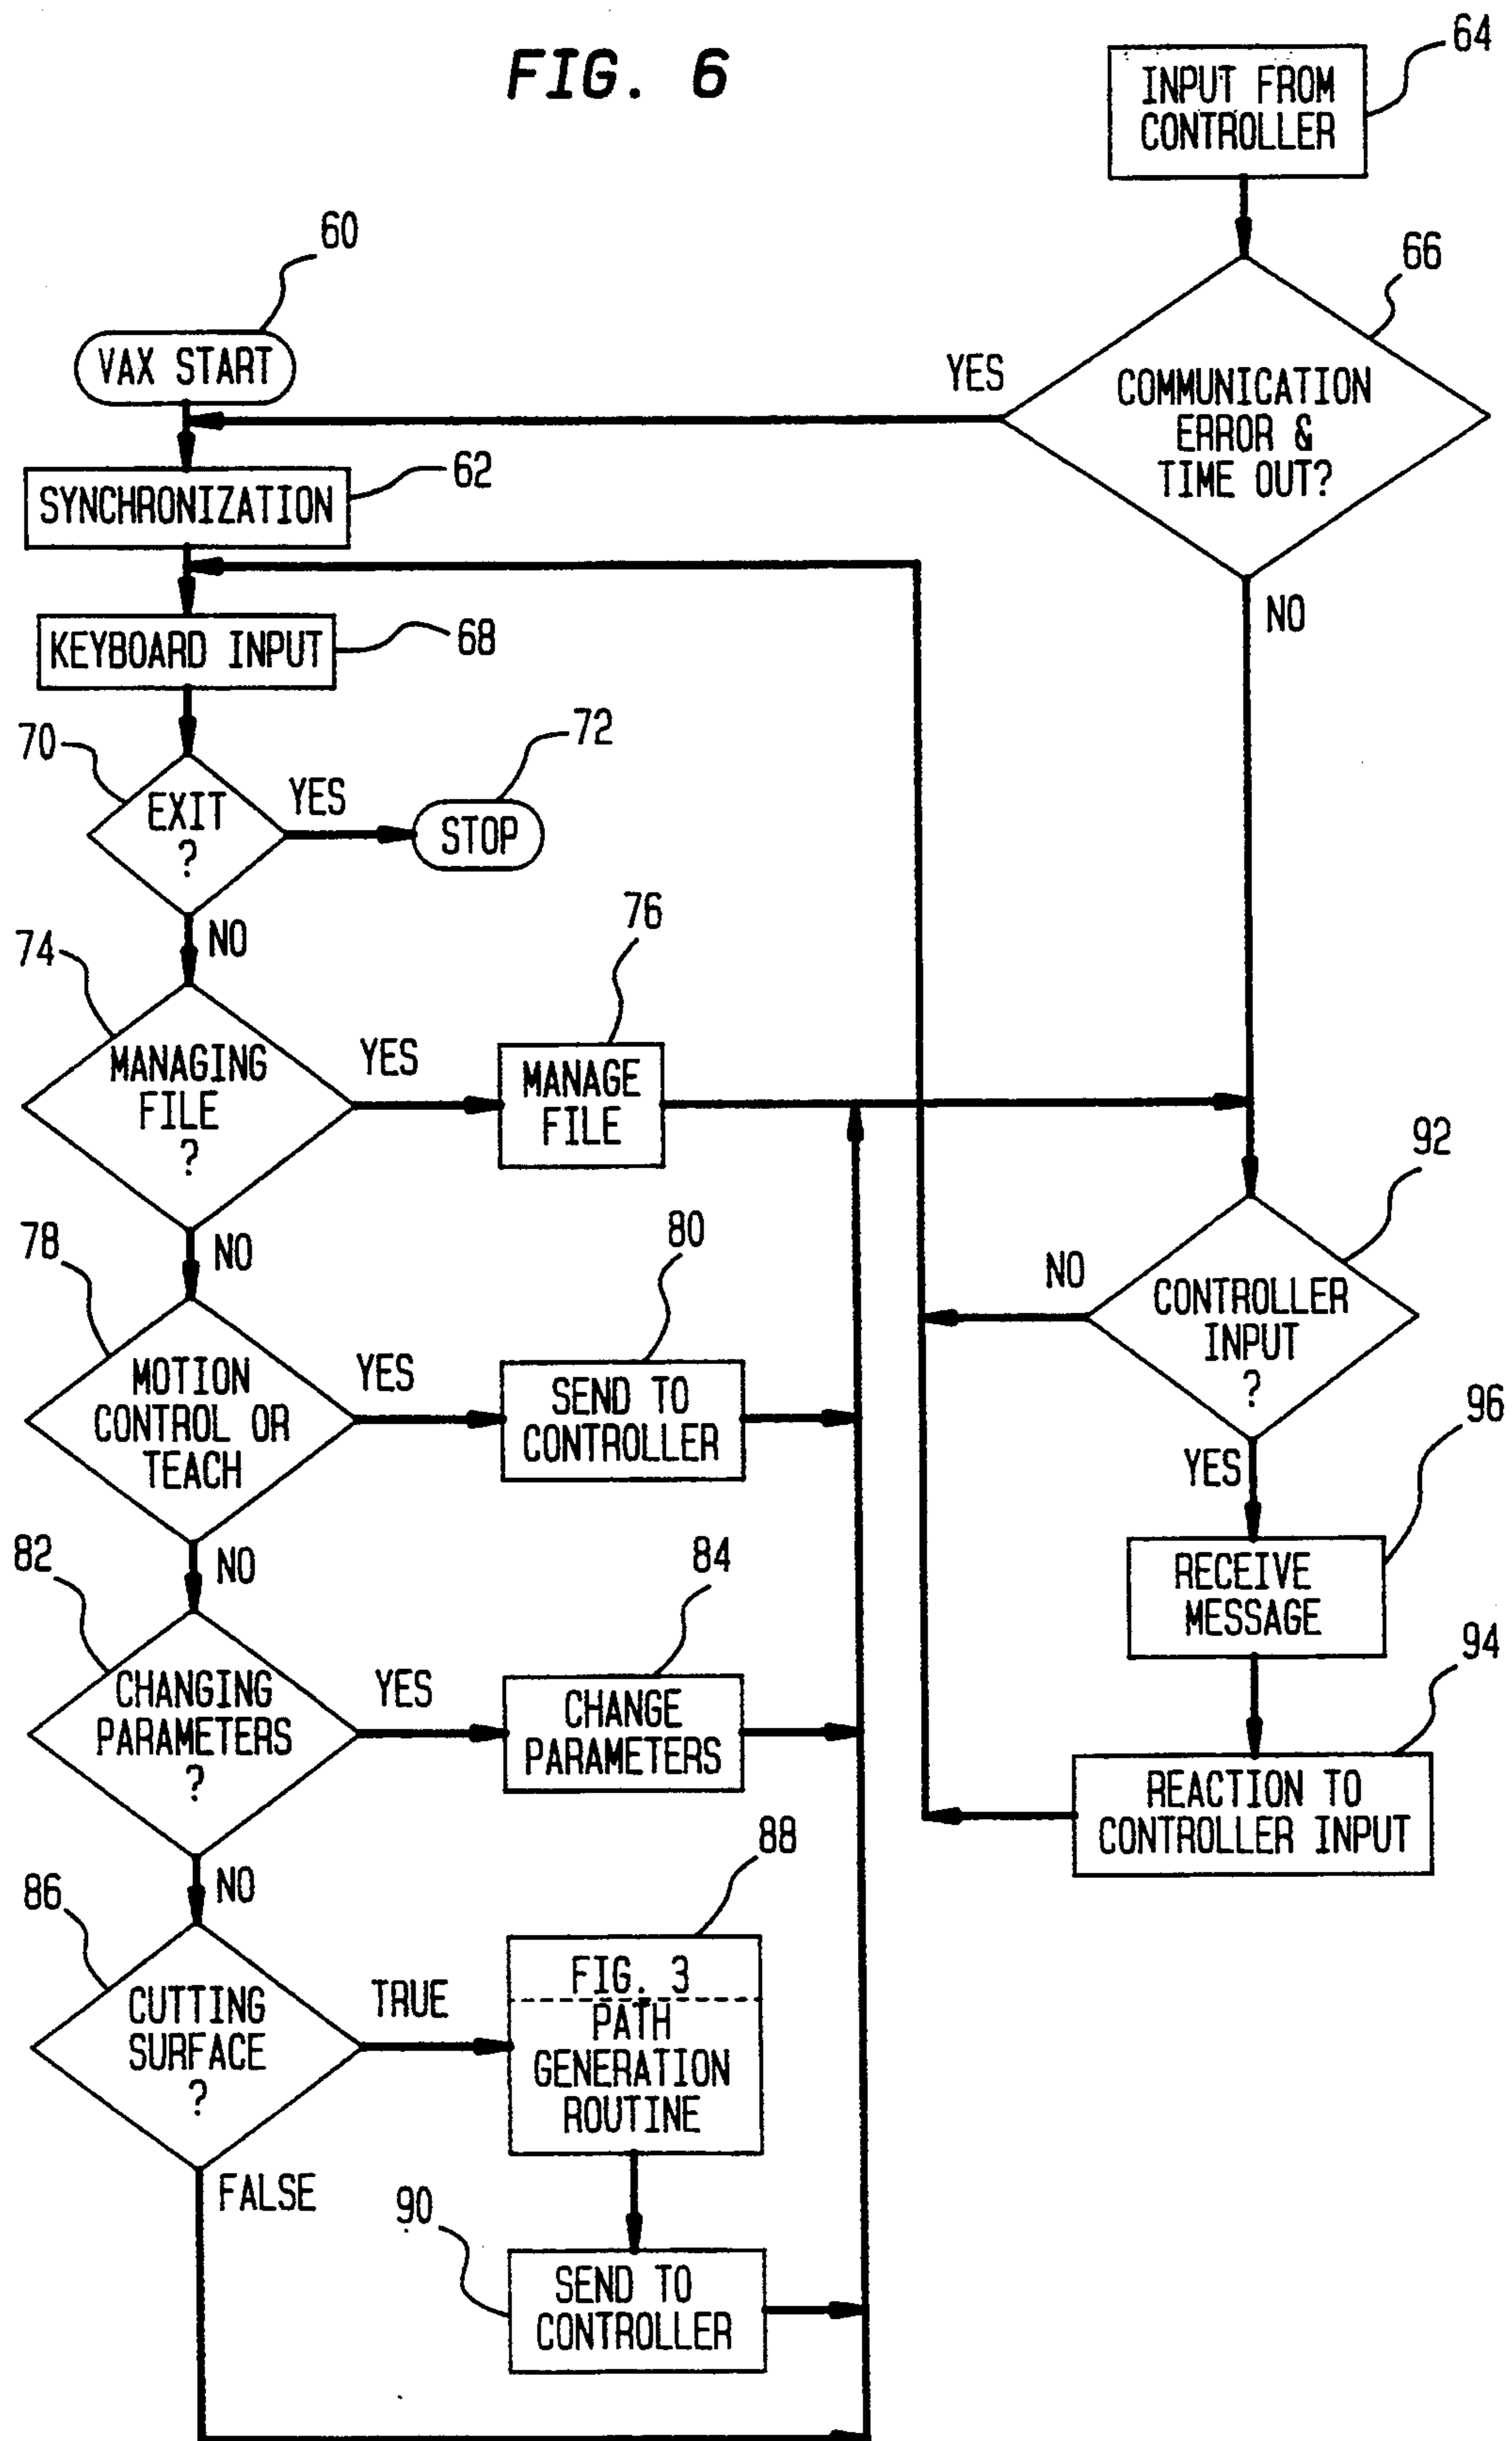 FIG. 6
64
INPUT FROM
CONTROLLER
60
66
VAX START
YES
COMMUNICATION
ERROR &
TIME OUT?
62
SYNCHRONIZATION
NO
KEYBOARD INPUT
68
70
72
EXIT
?
YES
STOP
NO
74
76
MANAGING
FILE
?
YES
MANAGE
FILE
92
NO
78
80
NO
CONTROLLER
INPUT
?
MOTION
CONTROL OR
TEACH
YES
SEND TO
CONTROLLER
96
YES
NO
82
84
RECEIVE
MESSAGE
94
CHANGING
PARAMETERS
?
YES
CHANGE
PARAMETERS
REACTION TO
CONTROLLER INPUT
NO
86
88
CUTTING
SURFACE
?
TRUE
FIG. 3
PATH
GENERATION
ROUTINE
FALSE
90
SEND TO
CONTROLLER